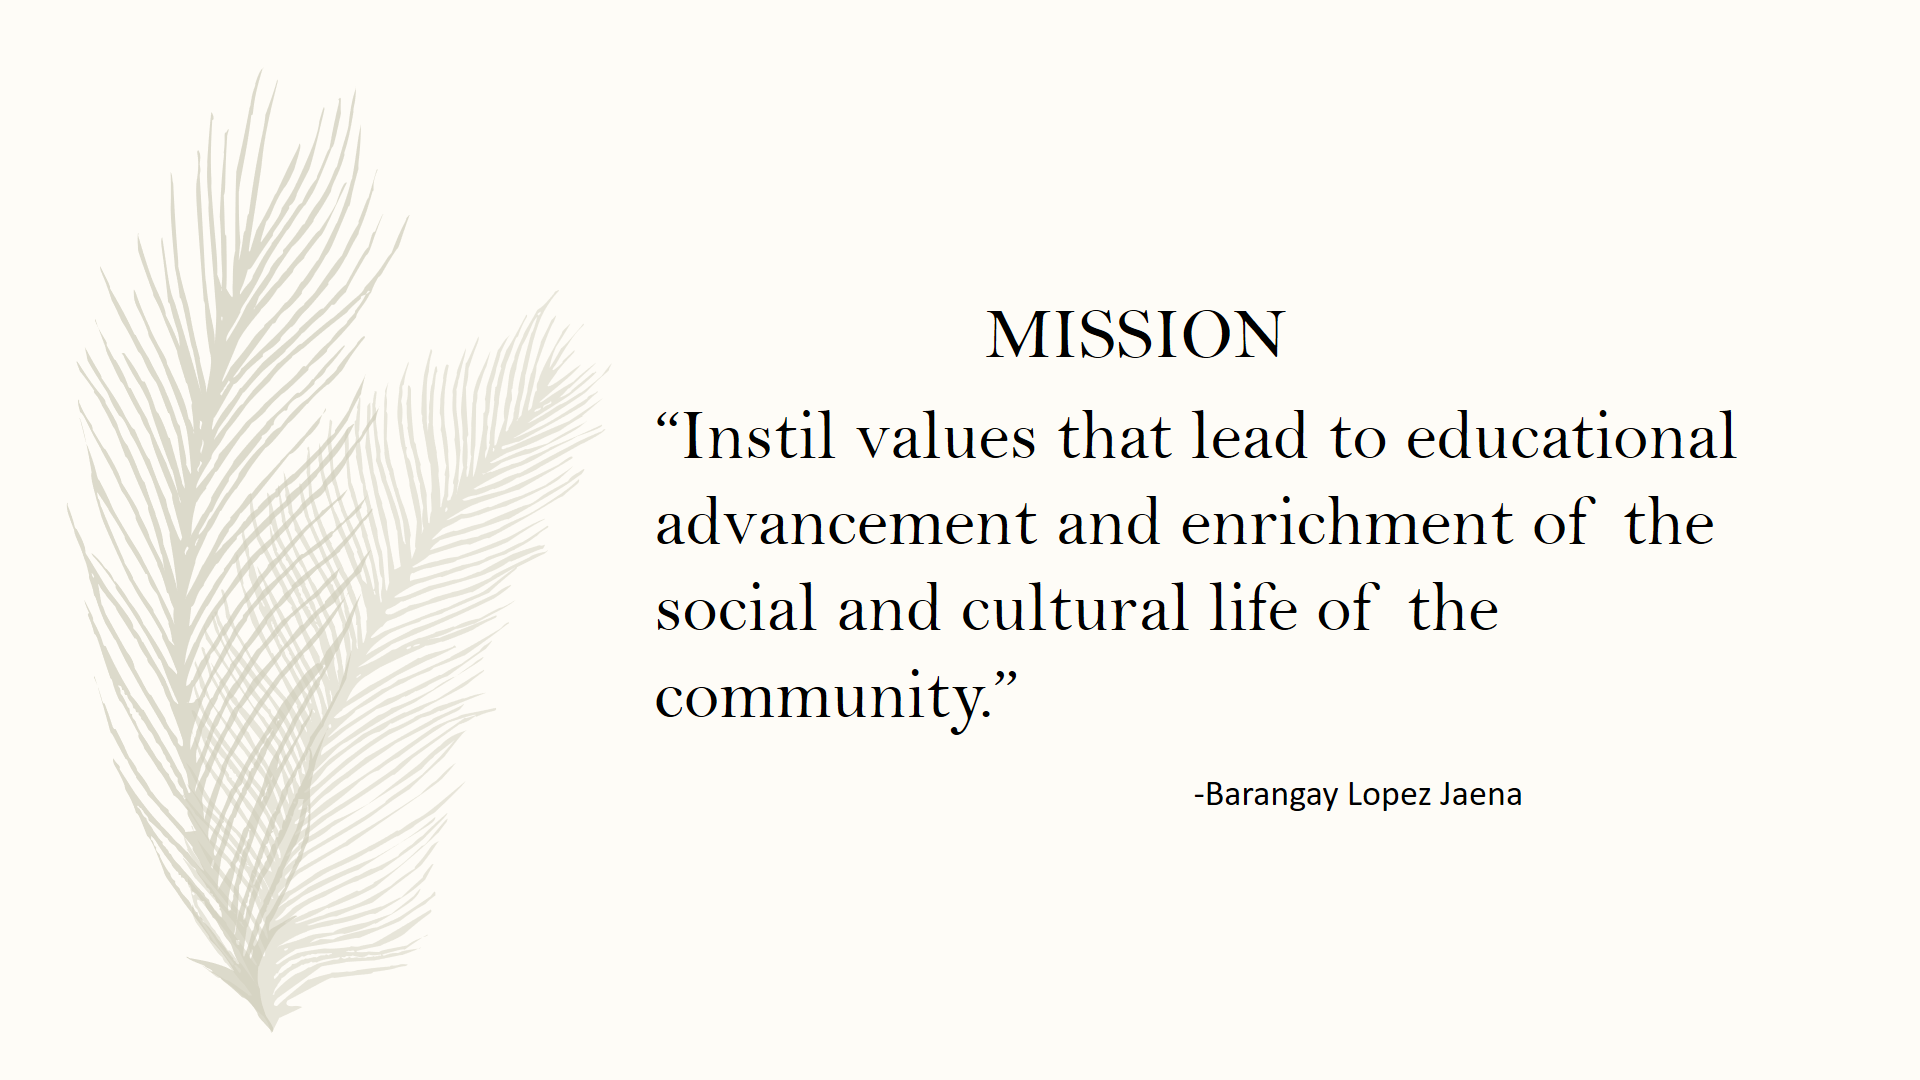 MISSION
“Instil values that lead to educational
advancement and enrichment of the
social and cultural life of the
community.”
-Barangay Lopez Jaena